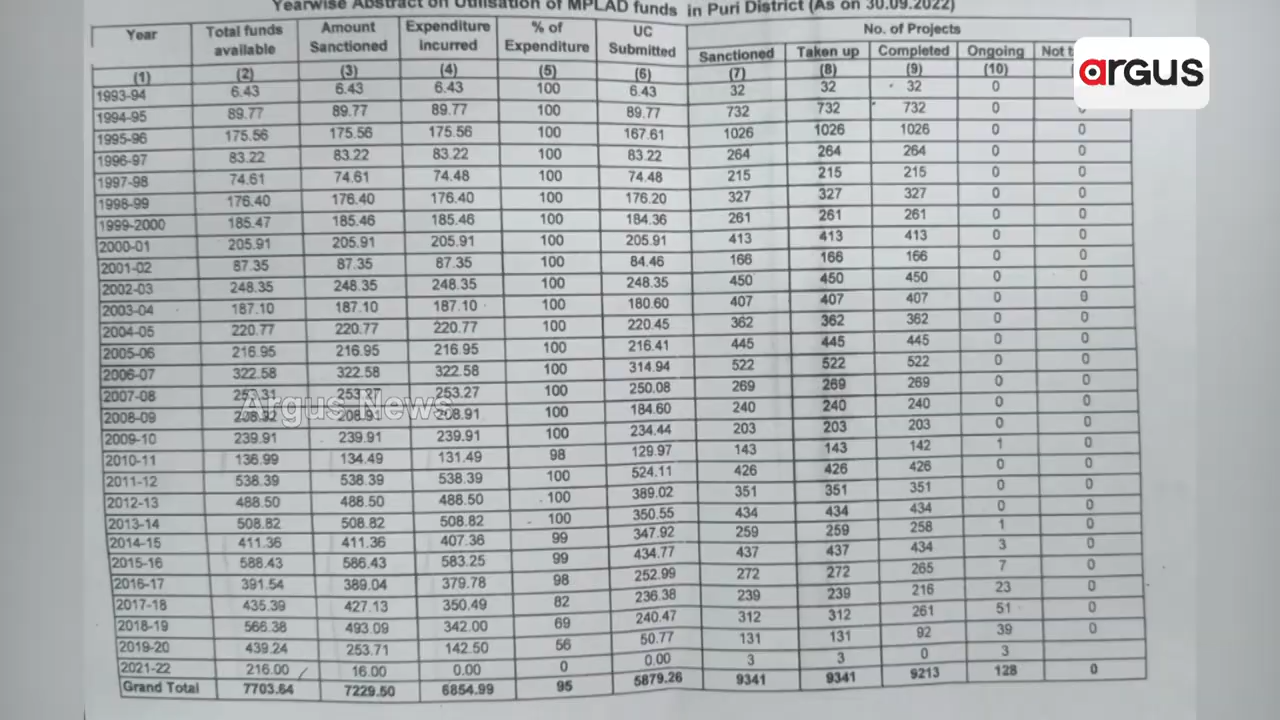 Yearwise Abstract on Utilisation of MPLAD funds in Puri District (As on 30.09.2022)
Year Total funds available Amount Sanctioned Expenditure incurred % of Expenditure UC Submitted No. of Projects
Sanctioned Taken up Completed Ongoing Not
(1) (2) (3) (4) (5) (6) (7) (8) (9) (10)
1993-94 6.43 6.43 6.43 100 6.43 32 32 32 0
1994-95 89.77 89.77 89.77 100 89.77 732 732 732 0 0
1995-96 175.56 175.56 175.56 100 167.61 1026 1026 1026 0 0
1996-97 83.22 83.22 83.22 100 83.22 264 264 264 0 0
1997-98 74.61 74.61 74.48 100 74.48 215 215 215 0 0
1998-99 176.40 176.40 176.40 100 176.20 327 327 327 0 0
1999-2000 185.47 185.46 185.46 100 184.36 261 261 261 0 0
2000-01 205.91 205.91 205.91 100 205.91 413 413 413 0 0
2001-02 87.35 87.35 87.35 100 84.46 166 166 166 0 0
2002-03 248.35 248.35 248.35 100 248.35 450 450 450 0 0
2003-04 187.10 187.10 187.10 100 180.60 407 407 407 0 0
2004-05 220.77 220.77 220.77 100 220.45 362 362 362 0 0
2005-06 216.95 216.95 216.95 100 216.41 445 445 445 0 0
2006-07 322.58 322.58 322.58 100 314.94 522 522 522 0 0
2007-08 253.27 253.27 100 250.08 269 269 269 0 0
2008-09 208.92 208.91 208.91 100 184.60 240 240 240 0 0
2009-10 239.91 239.91 239.91 100 234.44 203 203 203 0 0
2010-11 136.99 134.49 131.49 98 129.97 143 143 142 1 0
2011-12 538.39 538.39 538.39 100 524.11 426 426 426 0 0
2012-13 488.50 488.50 488.50 100 389.02 351 351 351 0 0
2013-14 508.82 508.82 508.82 100 350.55 434 434 434 0 0
2014-15 411.36 411.36 407.36 99 347.92 259 259 258 1 0
2015-16 586.43 583.25 99 434.77 437 437 434 3 0
2016-17 391.54 389.04 379.78 98 252.99 272 272 265 7 0
2017-18 435.39 427.13 350.49 82 236.38 239 239 216 23 0
2018-19 566.38 493.09 342.00 69 240.47 312 312 261 51 0
2019-20 439.24 253.71 142.50 56 50.77 131 131 92 39 0
2021-22 216.00 16.00 0.00 0 0.00 3 3 0 3
Grand Total 7703.64 7229.50 6854.99 95 5879.26 9341 9341 9213 128 0
argus
Argus News